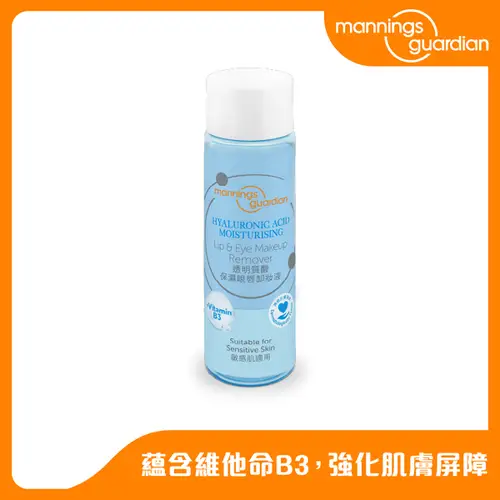 mannings
guardian
mannings
guardian
HYALURONIC ACID
MOISTURISING
Lip & Eye Makeup
Remover
透明質酸
保濕眼唇卸妝液
Vitamin
B3
Suitable for
Sensitive Skin
敏感肌適用
蘊含維他命B3，強化肌膚屏障